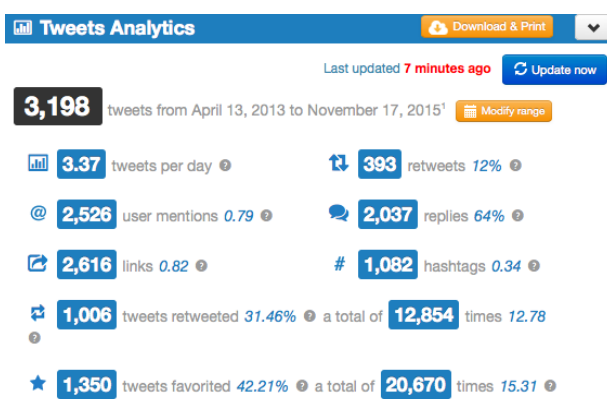 Tweets Analytics Download & Print
Last updated 7 minutes ago Update now
3,198 tweets from April 13, 2013 to November 17, 2015¹ Modify range
3.37 tweets per day ? 393 retweets 12% ?
@ 2,526 user mentions 0.79 ? 2,037 replies 64% ?
2,616 links 0.82 ? # 1,082 hashtags 0.34 ?
1,006 tweets retweeted 31.46% ? a total of 12,854 times 12.78
?
1,350 tweets favorited 42.21% ? a total of 20,670 times 15.31 ?